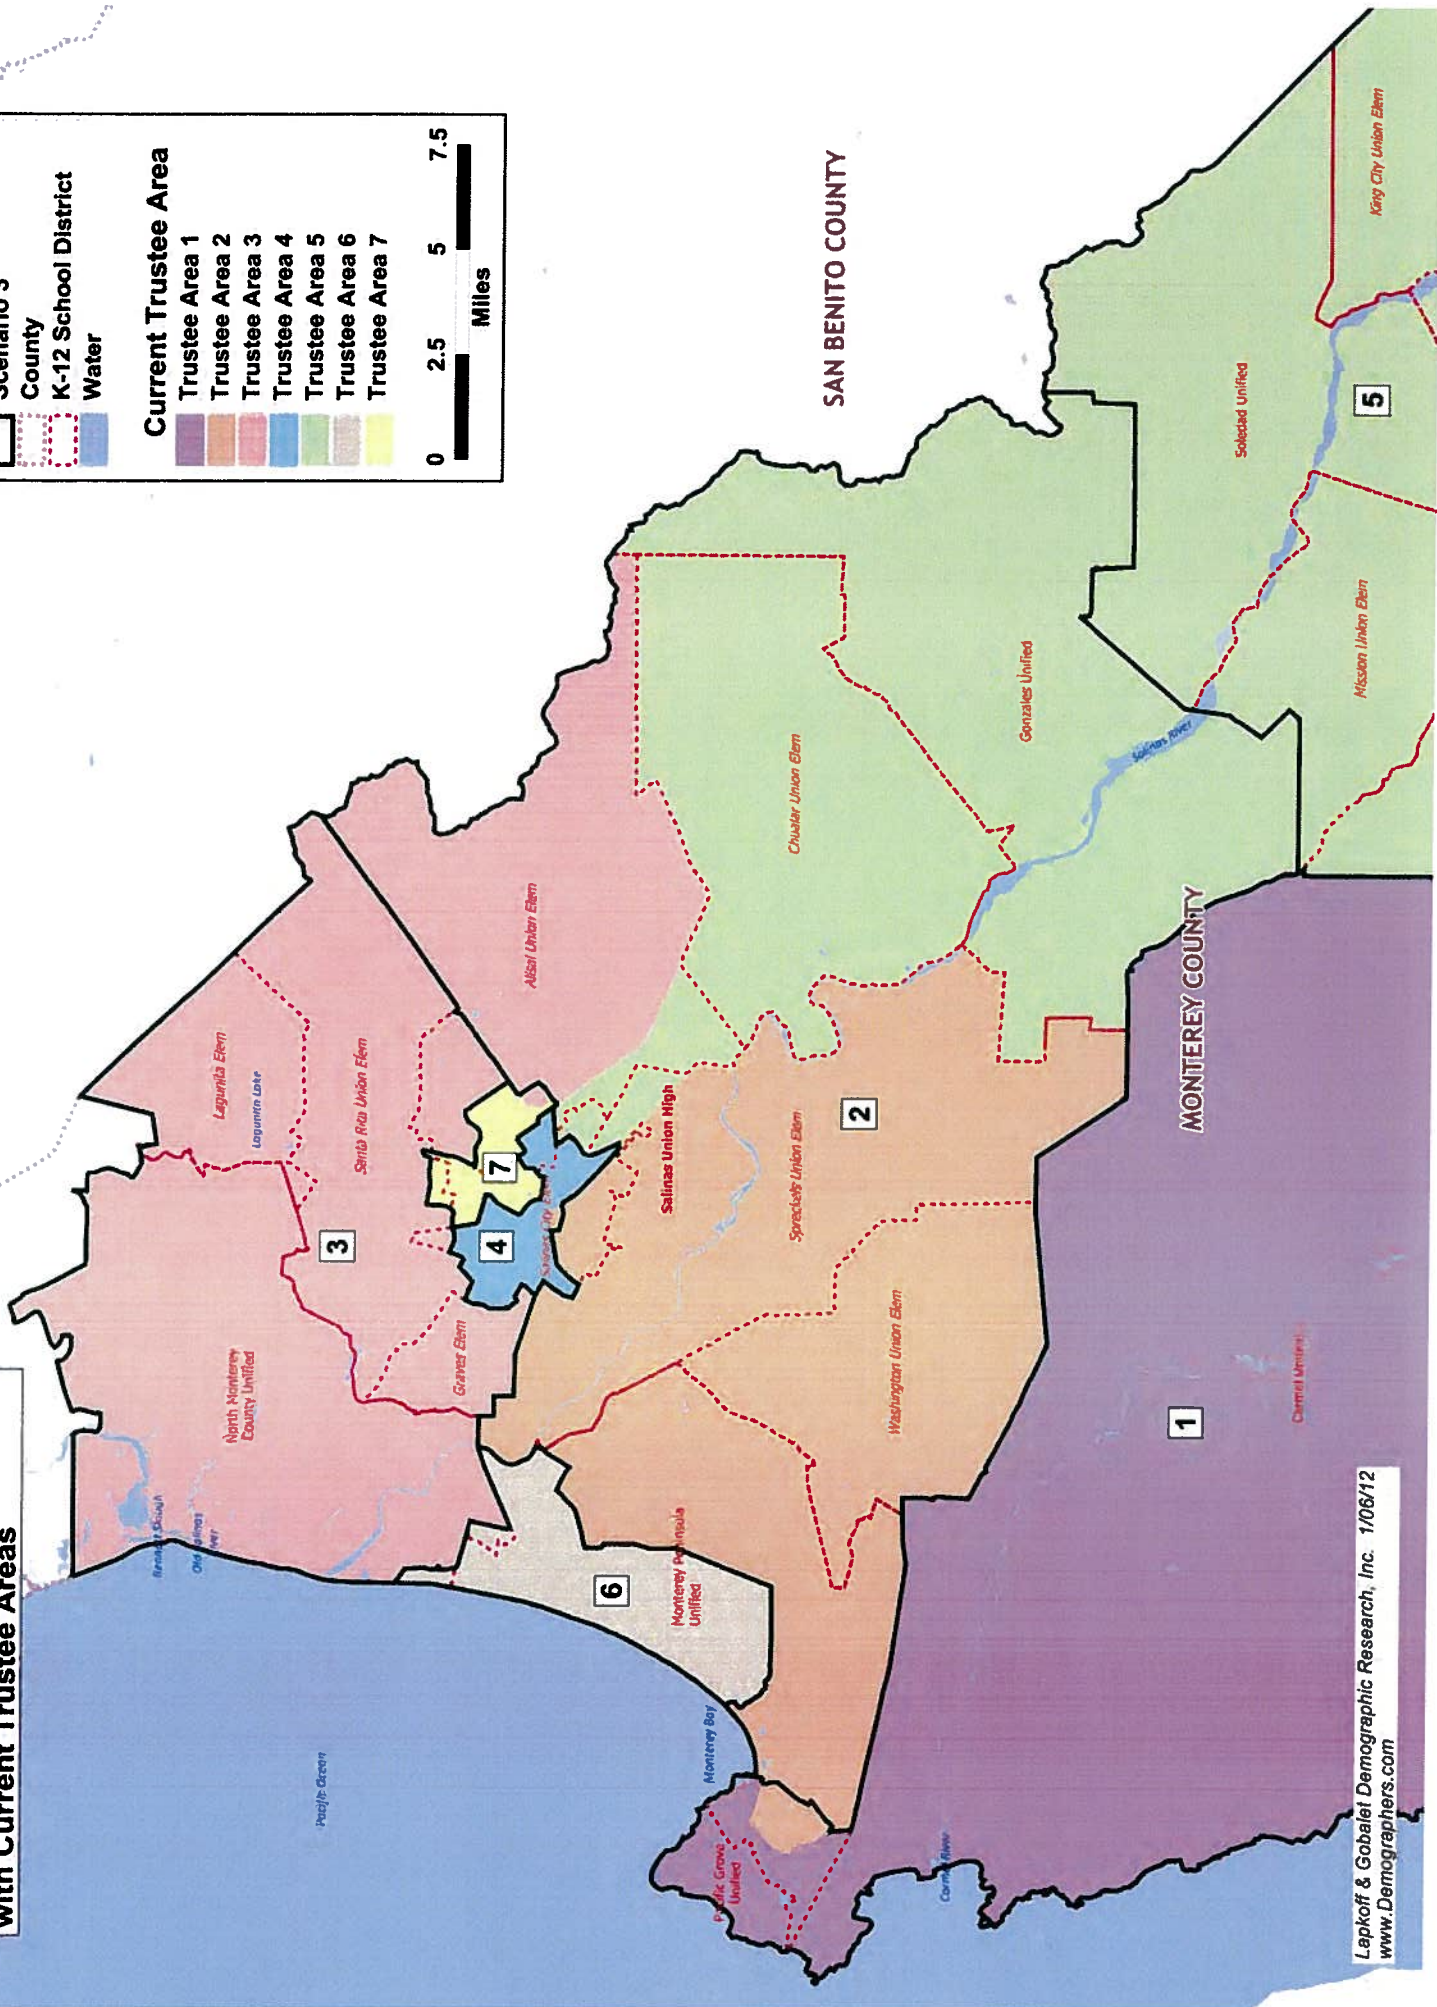 with Current Trustee Areas
Scenario 3
County
K-12 School District
Water
Current Trustee Area
Trustee Area 1
Trustee Area 2
Trustee Area 3
Trustee Area 4
Trustee Area 5
Trustee Area 6
Trustee Area 7
0 2.5 5 7.5
Miles
SAN BENITO COUNTY
MONTEREY COUNTY
Pacific Ocean
Monterey Bay
Lagunita Elem
Lagunita Lake
Santa Rita Union Elem
3
North Monterey
County Unified
Graves Elem
Alisal Union Elem
7
4
Salinas City
Salinas Union High
Spreckels Union Elem
2
Washington Union Elem
6
Monterey Peninsula
Unified
Pacific Grove
Unified
Carmel River
1
Carmel Unified
Chualar Union Elem
Gonzales Unified
Salinas River
Soledad Unified
5
Mission Union Elem
King City Union Elem
Lapkoff & Gobalet Demographic Research, Inc. 1/06/12
www.Demographers.com